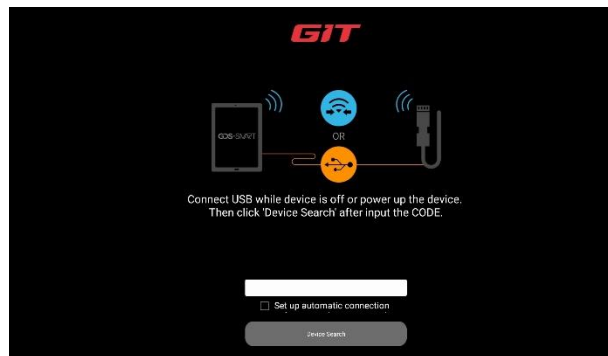 GIT
GDS-SMART
OR
Connect USB while device is off or power up the device.
Then click 'Device Search' after input the CODE.
Set up automatic connection
Device Search